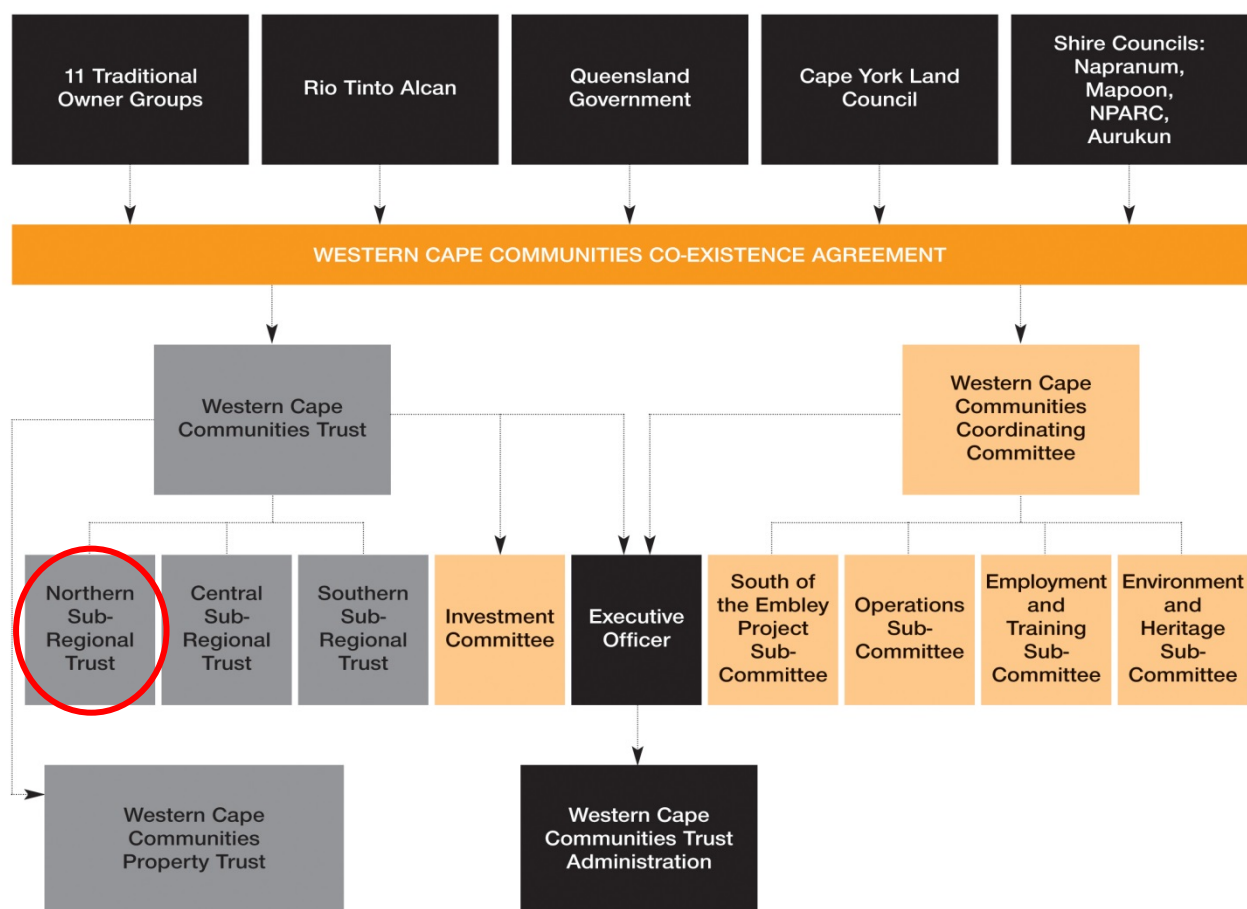 11 Traditional
Owner Groups
Rio Tinto Alcan
Queensland
Government
Cape York Land
Council
Shire Councils:
Napranum,
Mapoon,
NPARC,
Aurukun
WESTERN CAPE COMMUNITIES CO-EXISTENCE AGREEMENT
Western Cape
Communities Trust
Western Cape
Communities
Coordinating
Committee
Northern
Sub-
Regional
Trust
Central
Sub-
Regional
Trust
Southern
Sub-
Regional
Trust
Investment
Committee
Executive
Officer
South of
the Embley
Project
Sub-
Committee
Operations
Sub-
Committee
Employment
and
Training
Sub-
Committee
Environment
and
Heritage
Sub-
Committee
Western Cape
Communities
Property Trust
Western Cape
Communities Trust
Administration